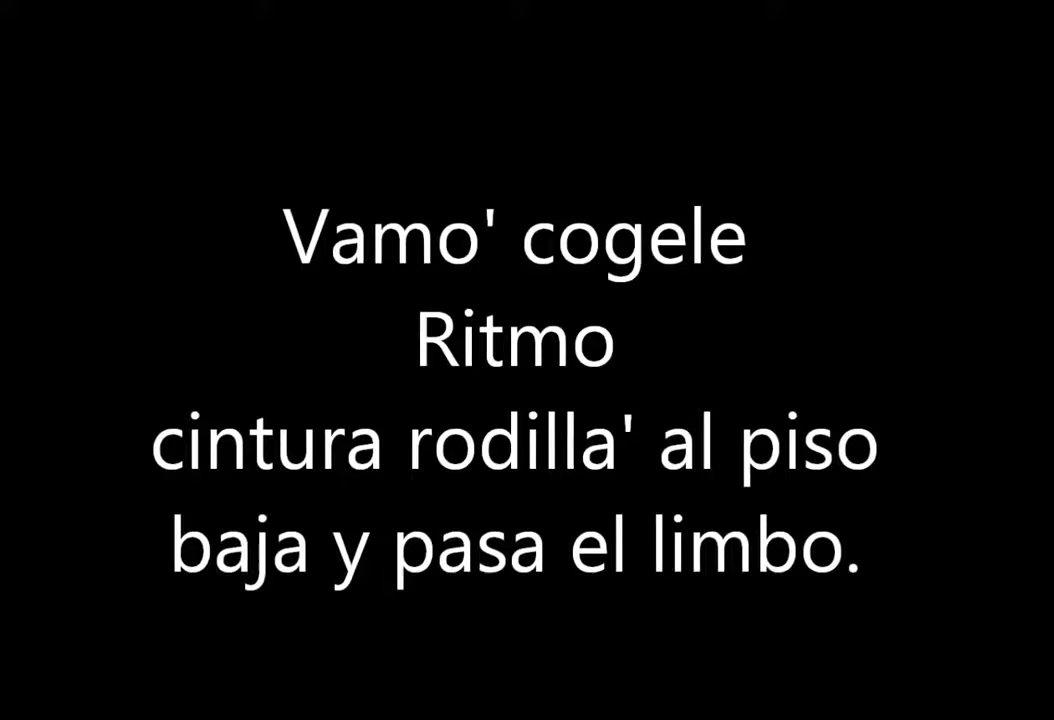 Vamo' cogele
Ritmo
cintura rodilla' al piso
baja y pasa el limbo.